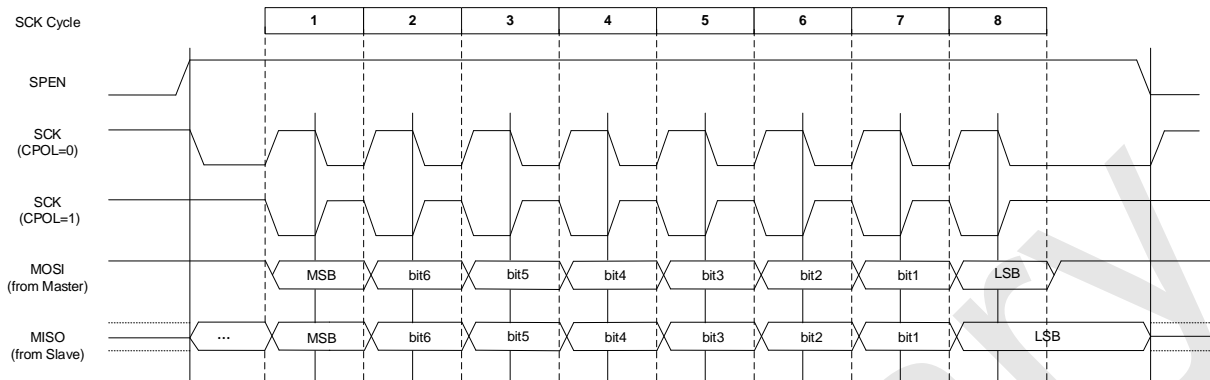 SCK Cycle 1 2 3 4 5 6 7 8
SPEN
SCK
(CPOL=0)
SCK
(CPOL=1)
MOSI
(from Master)
MSB bit6 bit5 bit4 bit3 bit2 bit1 LSB
MISO
(from Slave)
... MSB bit6 bit5 bit4 bit3 bit2 bit1 LSB